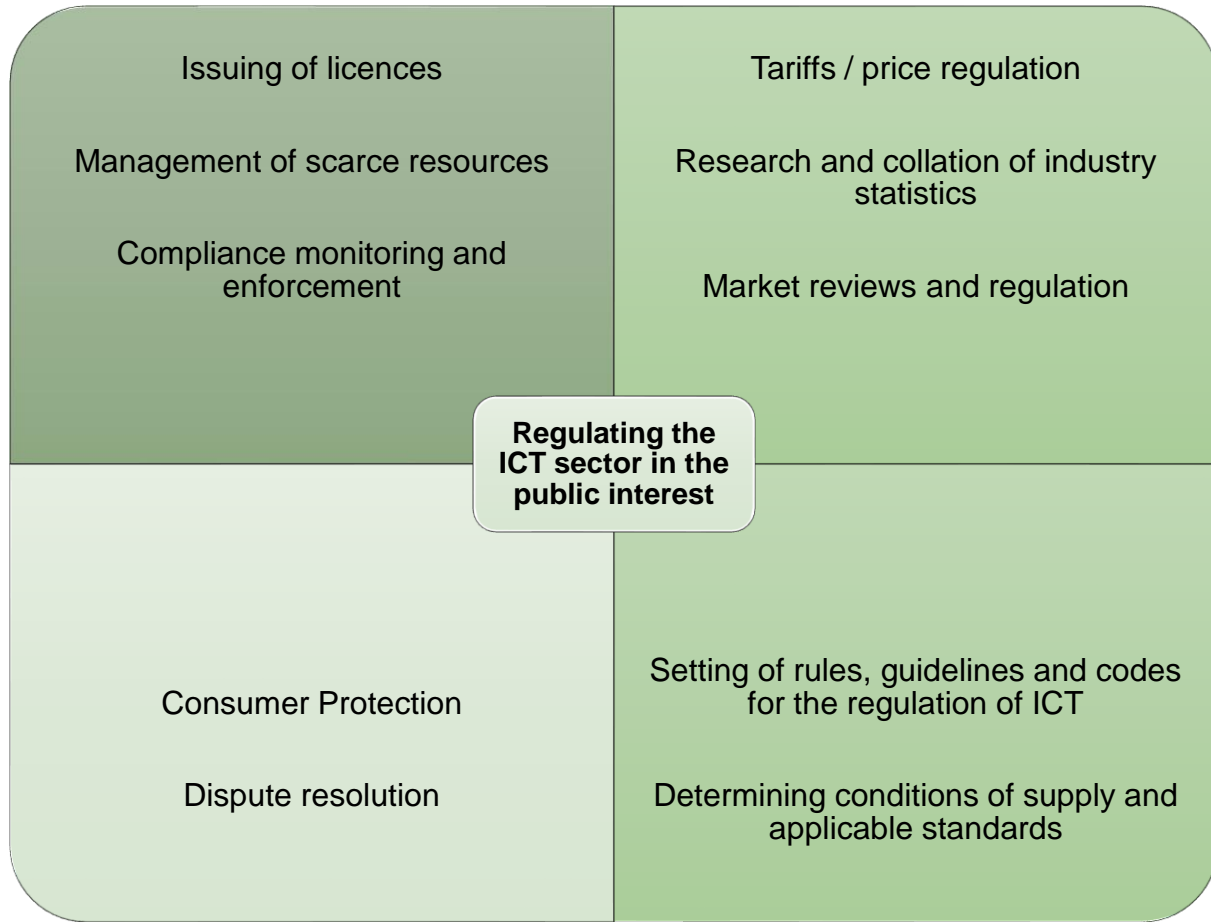 Issuing of licences
Management of scarce resources
Compliance monitoring and
enforcement
Tariffs / price regulation
Research and collation of industry
statistics
Market reviews and regulation
Regulating the
ICT sector in the
public interest
Consumer Protection
Dispute resolution
Setting of rules, guidelines and codes
for the regulation of ICT
Determining conditions of supply and
applicable standards